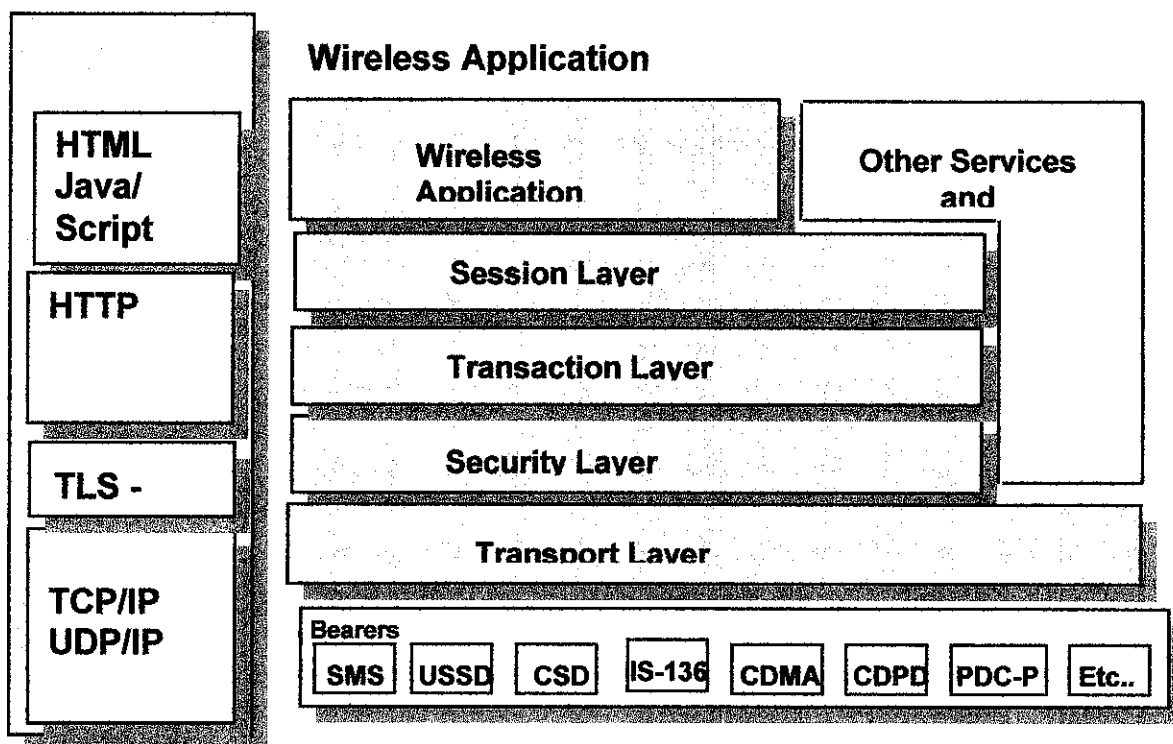 Wireless Application
HTML
Java/
Script
HTTP
TLS -
TCP/IP
UDP/IP
Wireless
Application
Other Services
and
Session Layer
Transaction Layer
Security Layer
Transport Layer
Bearers
SMS
USSD
CSD
IS-136
CDMA
CDPD
PDC-P
Etc..